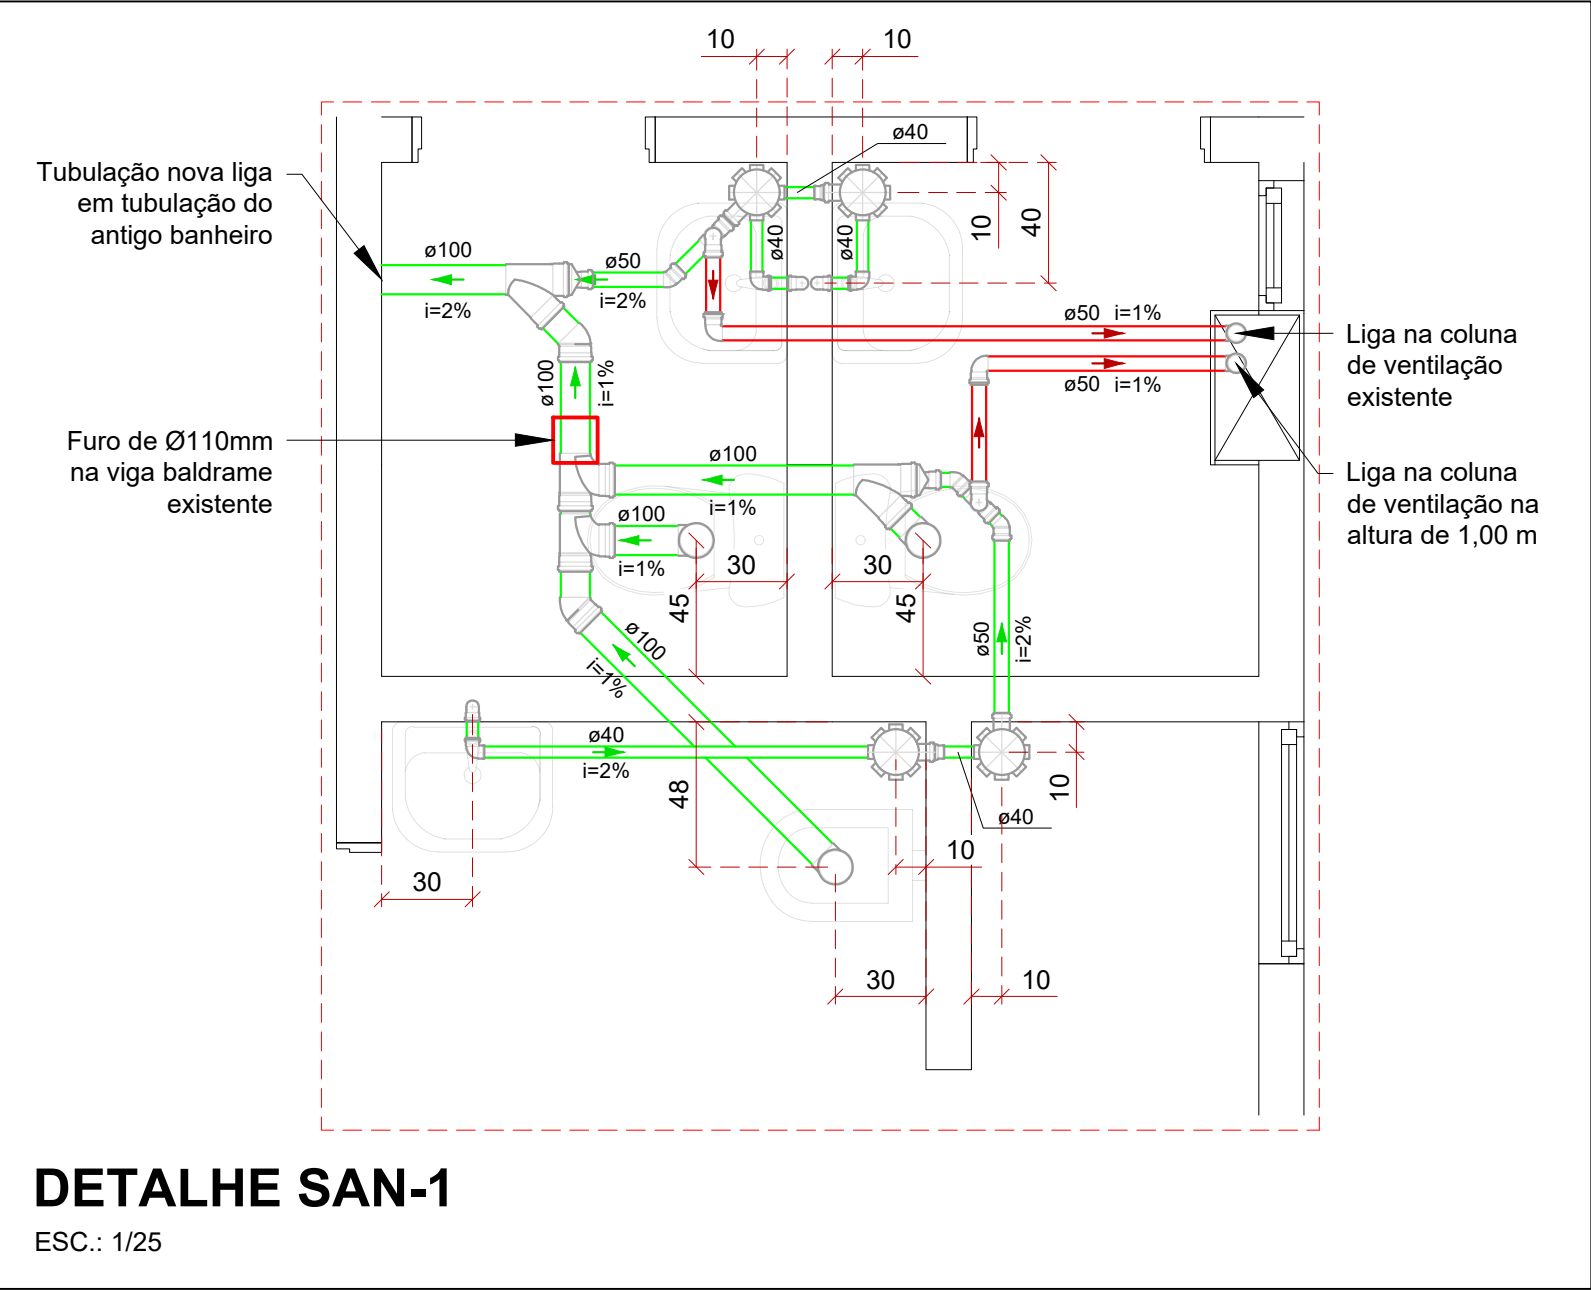 10
10
ø40
Tubulação nova liga
em tubulação do
antigo banheiro
ø100
i=2%
ø50
i=2%
ø40
ø40
10
40
ø50 i=1%
ø50 i=1%
Liga na coluna
de ventilação
existente
ø100
i=1%
Furo de Ø110mm
na viga baldrame
existente
ø100
i=1%
Liga na coluna
de ventilação na
altura de 1,00 m
ø100
i=1%
30
30
45
45
ø100
i=1%
ø50
i=2%
ø40
i=2%
48
10
ø40
10
30
30
10
DETALHE SAN-1
ESC.: 1/25